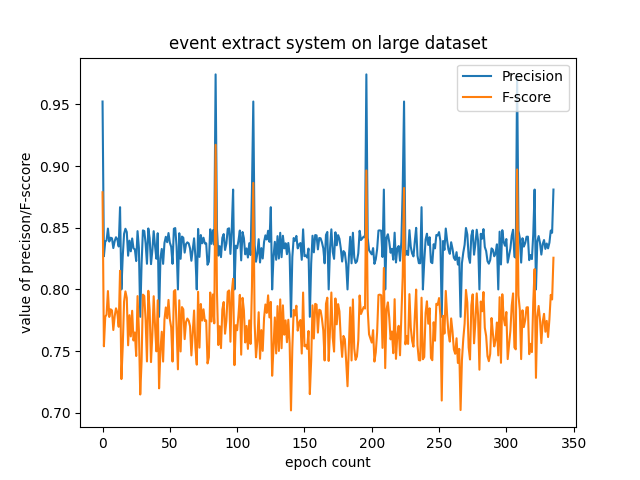 event extract system on large dataset
Precision
F-score
0.95
0.90
0.85
0.80
0.75
0.70
value of precison/F-sccore
0
50
100
150
200
250
300
350
epoch count